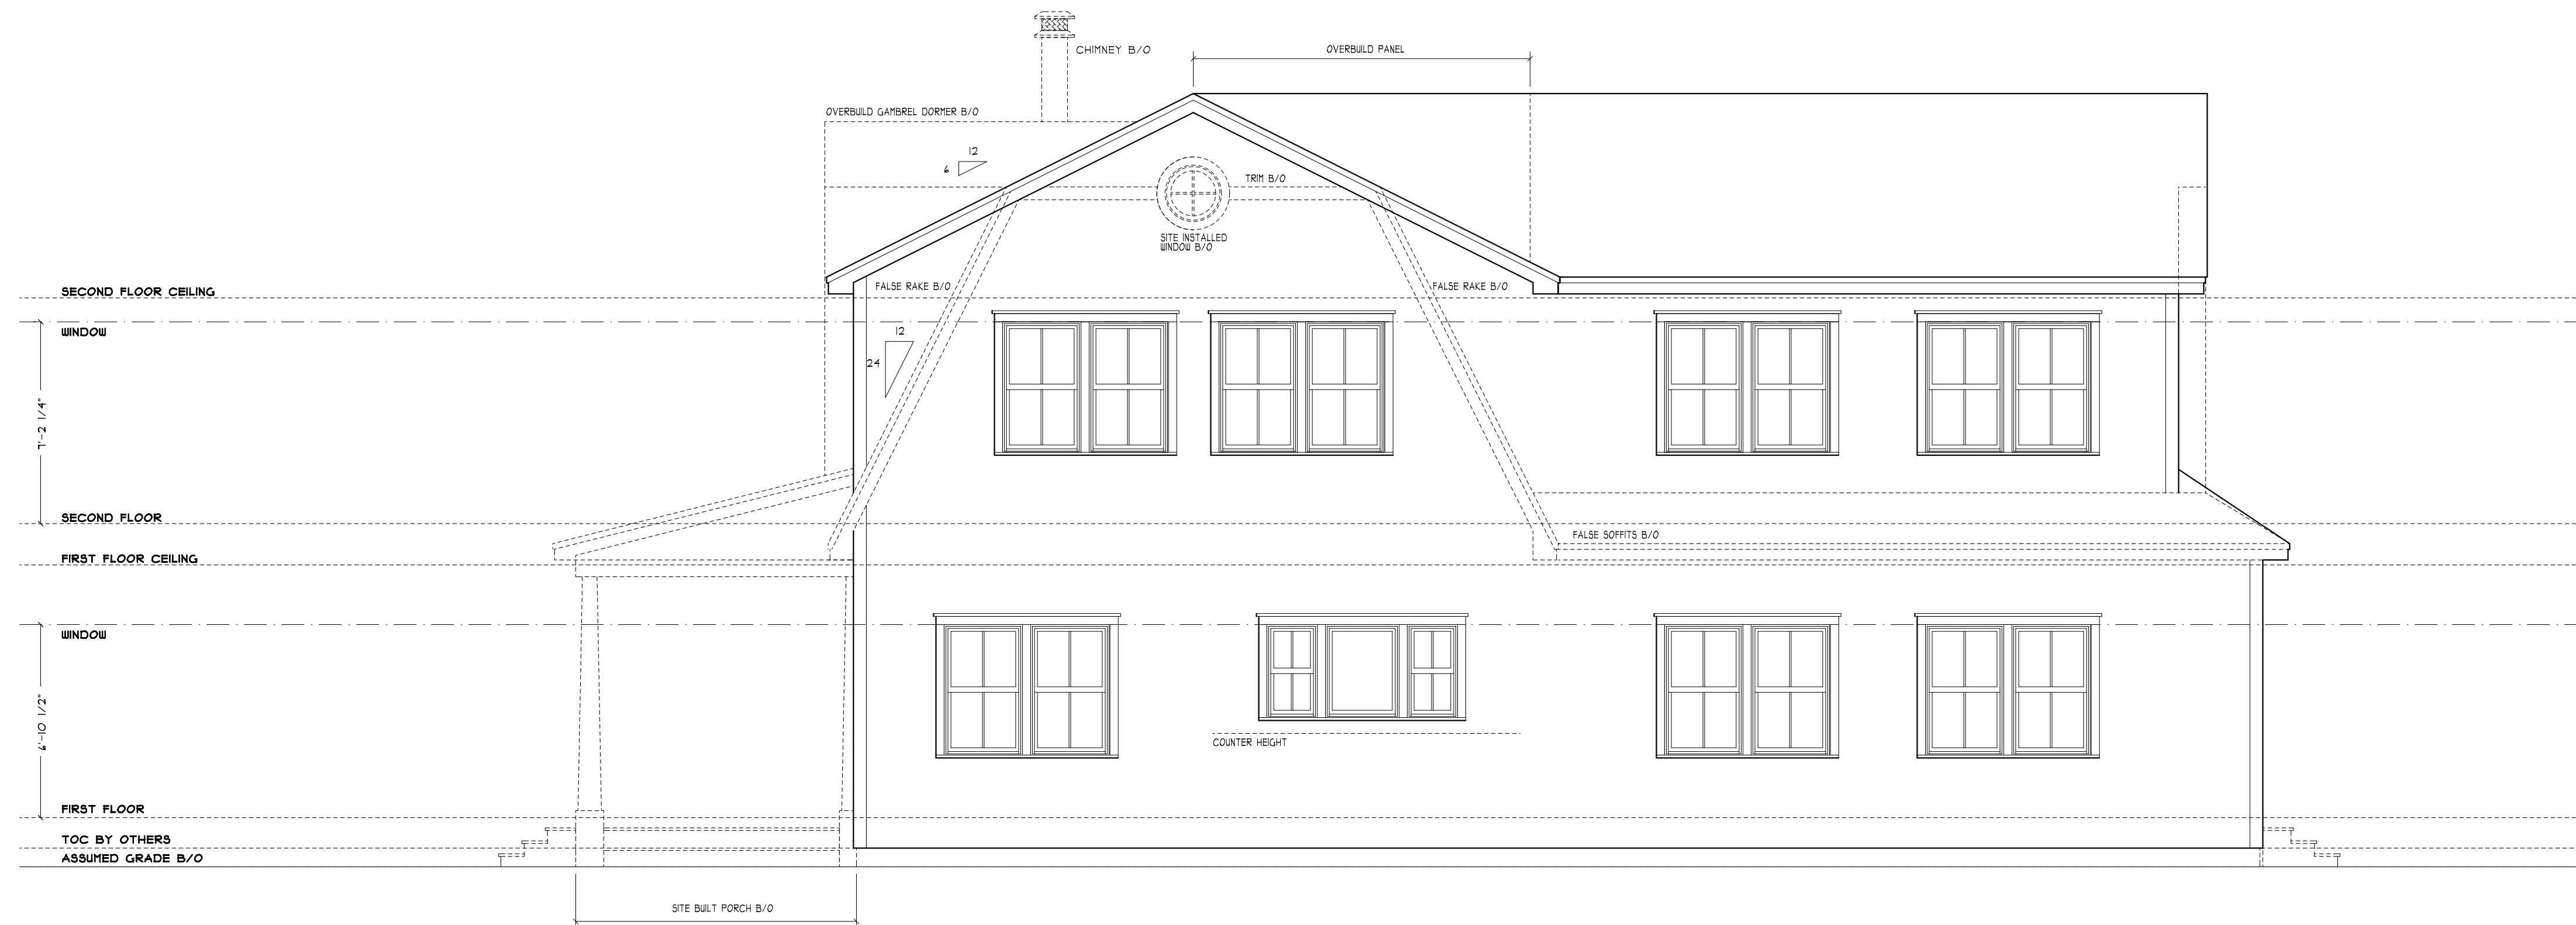 CHIMNEY B/O
OVERBUILD PANEL
OVERBUILD GAMBREL DORMER B/O
12
6
TRIM B/O
SITE INSTALLED
WINDOW B/O
FALSE RAKE B/O
FALSE RAKE B/O
SECOND FLOOR CEILING
WINDOW
12
24
7'-2 1/4"
SECOND FLOOR
FALSE SOFFITS B/O
FIRST FLOOR CEILING
WINDOW
6'-10 1/2"
COUNTER HEIGHT
FIRST FLOOR
TOC BY OTHERS
ASSUMED GRADE B/O
SITE BUILT PORCH B/O